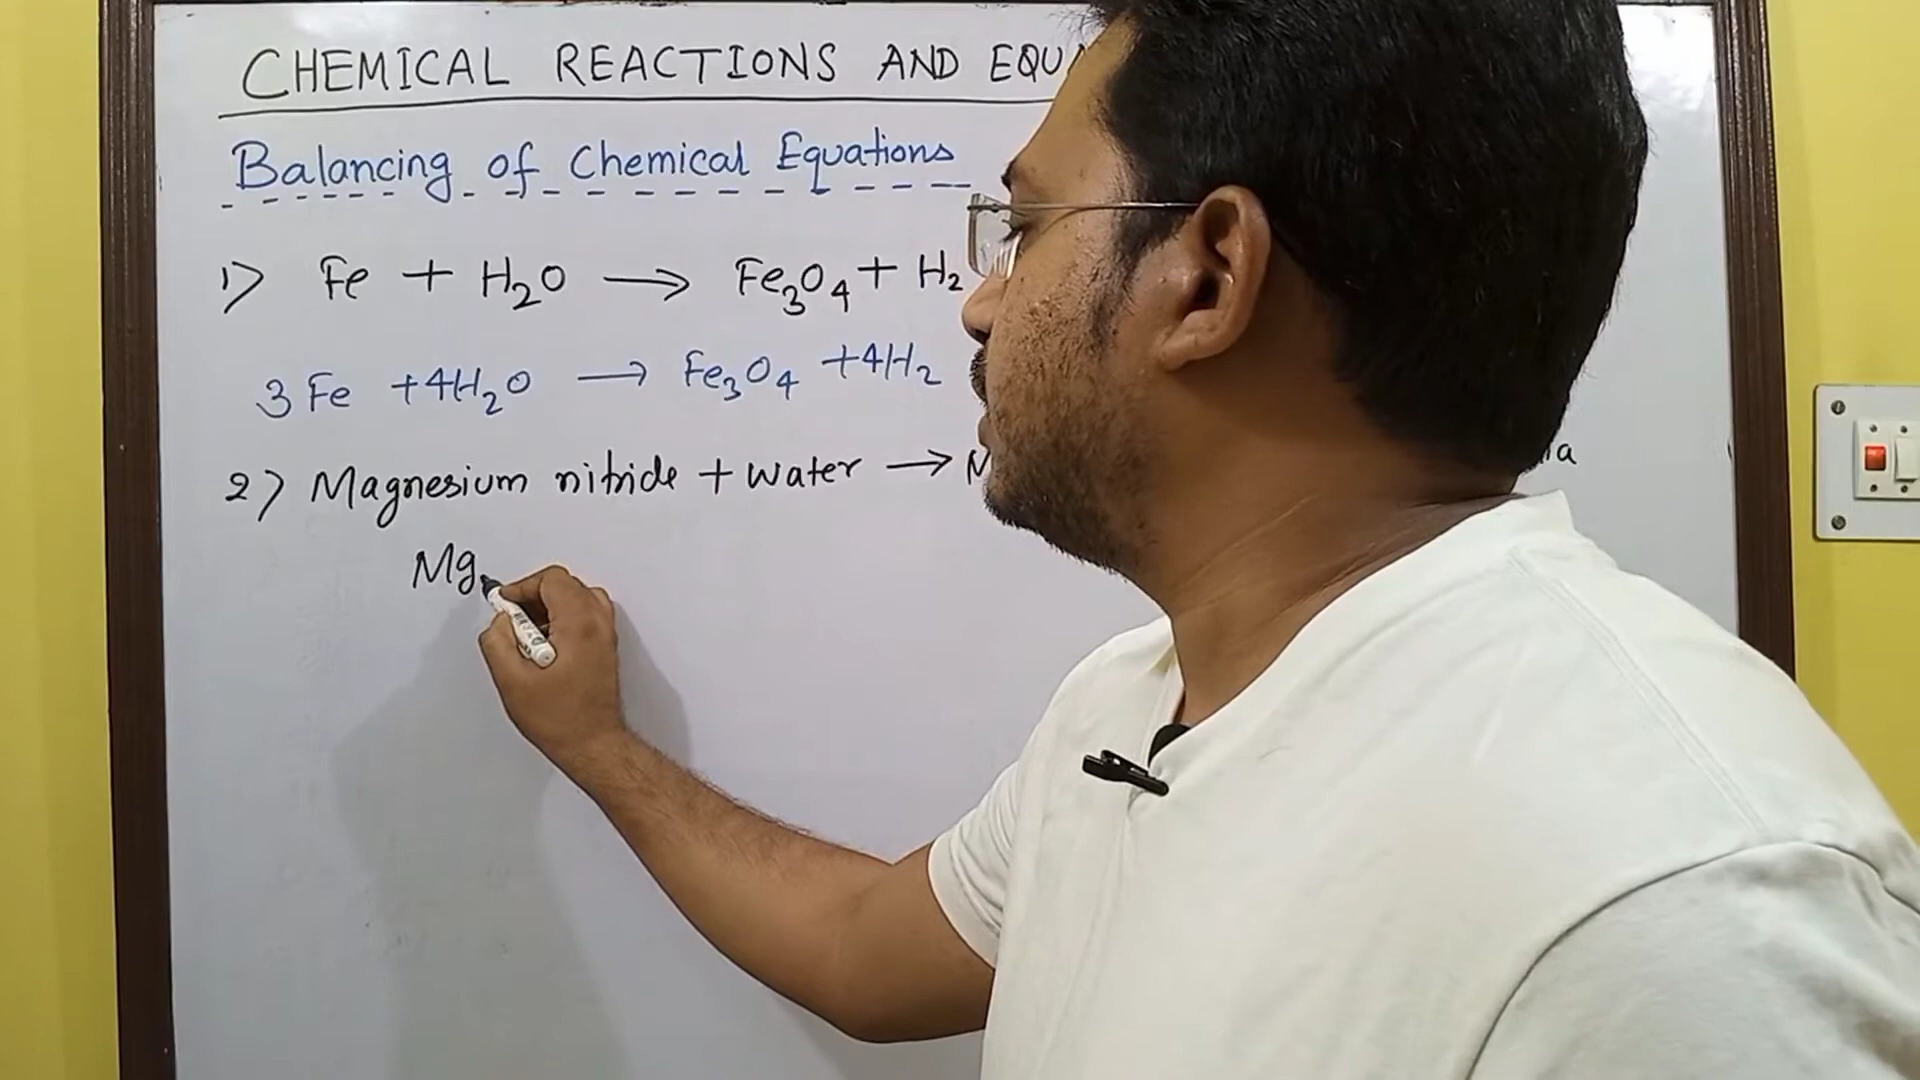 CHEMICAL REACTIONS AND EQU
Balancing of Chemical Equations
1) Fe + H₂O → Fe₃O₄ + H₂
3 Fe + 4H₂O → Fe₃O₄ + 4H₂
2) Magnesium nitride + water →
Mg